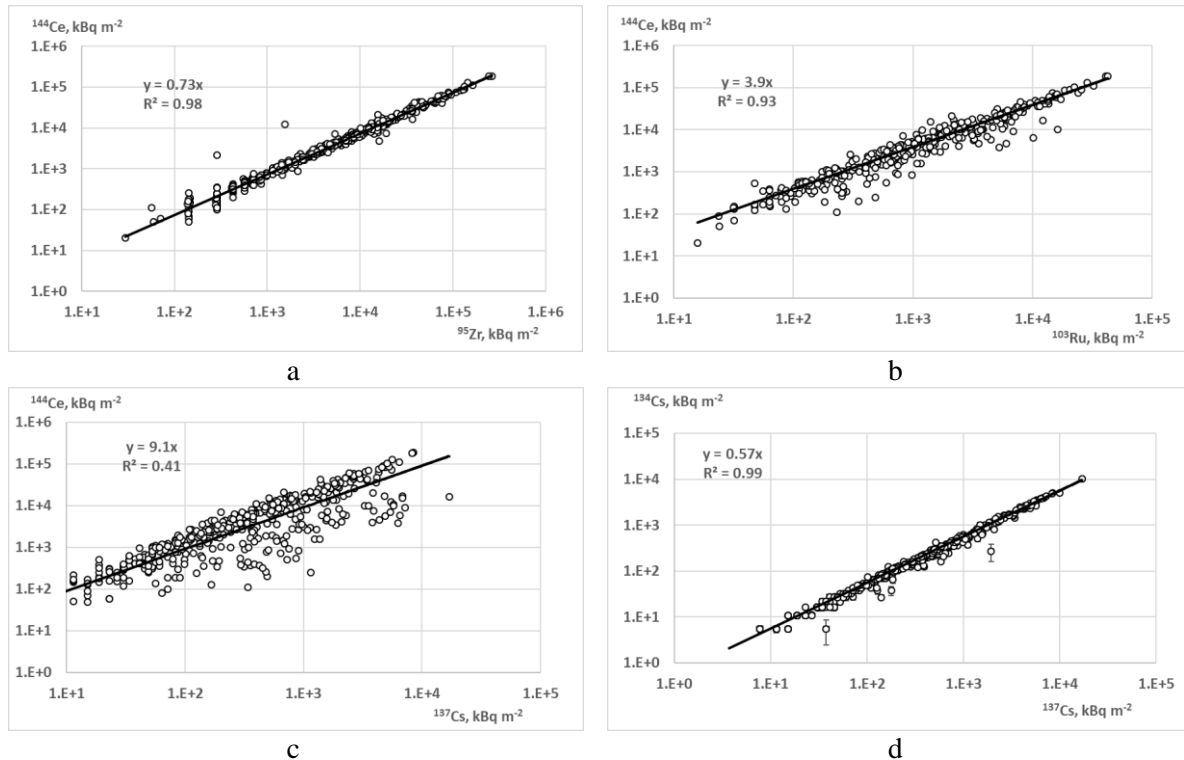 ¹⁴⁴Ce, kBq m⁻²
1.E+6
1.E+5
1.E+4
1.E+3
1.E+2
1.E+1
1.E+0
y = 0.73x
R² = 0.98
1.E+1 1.E+2 1.E+3 1.E+4 1.E+5 1.E+6
⁹⁵Zr, kBq m⁻²
a
¹⁴⁴Ce, kBq m⁻²
1.E+6
1.E+5
1.E+4
1.E+3
1.E+2
1.E+1
1.E+0
y = 3.9x
R² = 0.93
1.E+1 1.E+2 1.E+3 1.E+4 1.E+5
¹⁰³Ru, kBq m⁻²
b
¹⁴⁴Ce, kBq m⁻²
1.E+6
1.E+5
1.E+4
1.E+3
1.E+2
1.E+1
1.E+0
y = 9.1x
R² = 0.41
1.E+1 1.E+2 1.E+3 1.E+4 1.E+5
¹³⁷Cs, kBq m⁻²
c
¹³⁴Cs, kBq m⁻²
1.E+5
1.E+4
1.E+3
1.E+2
1.E+1
1.E+0
y = 0.57x
R² = 0.99
1.E+0 1.E+1 1.E+2 1.E+3 1.E+4 1.E+5
¹³⁷Cs, kBq m⁻²
d